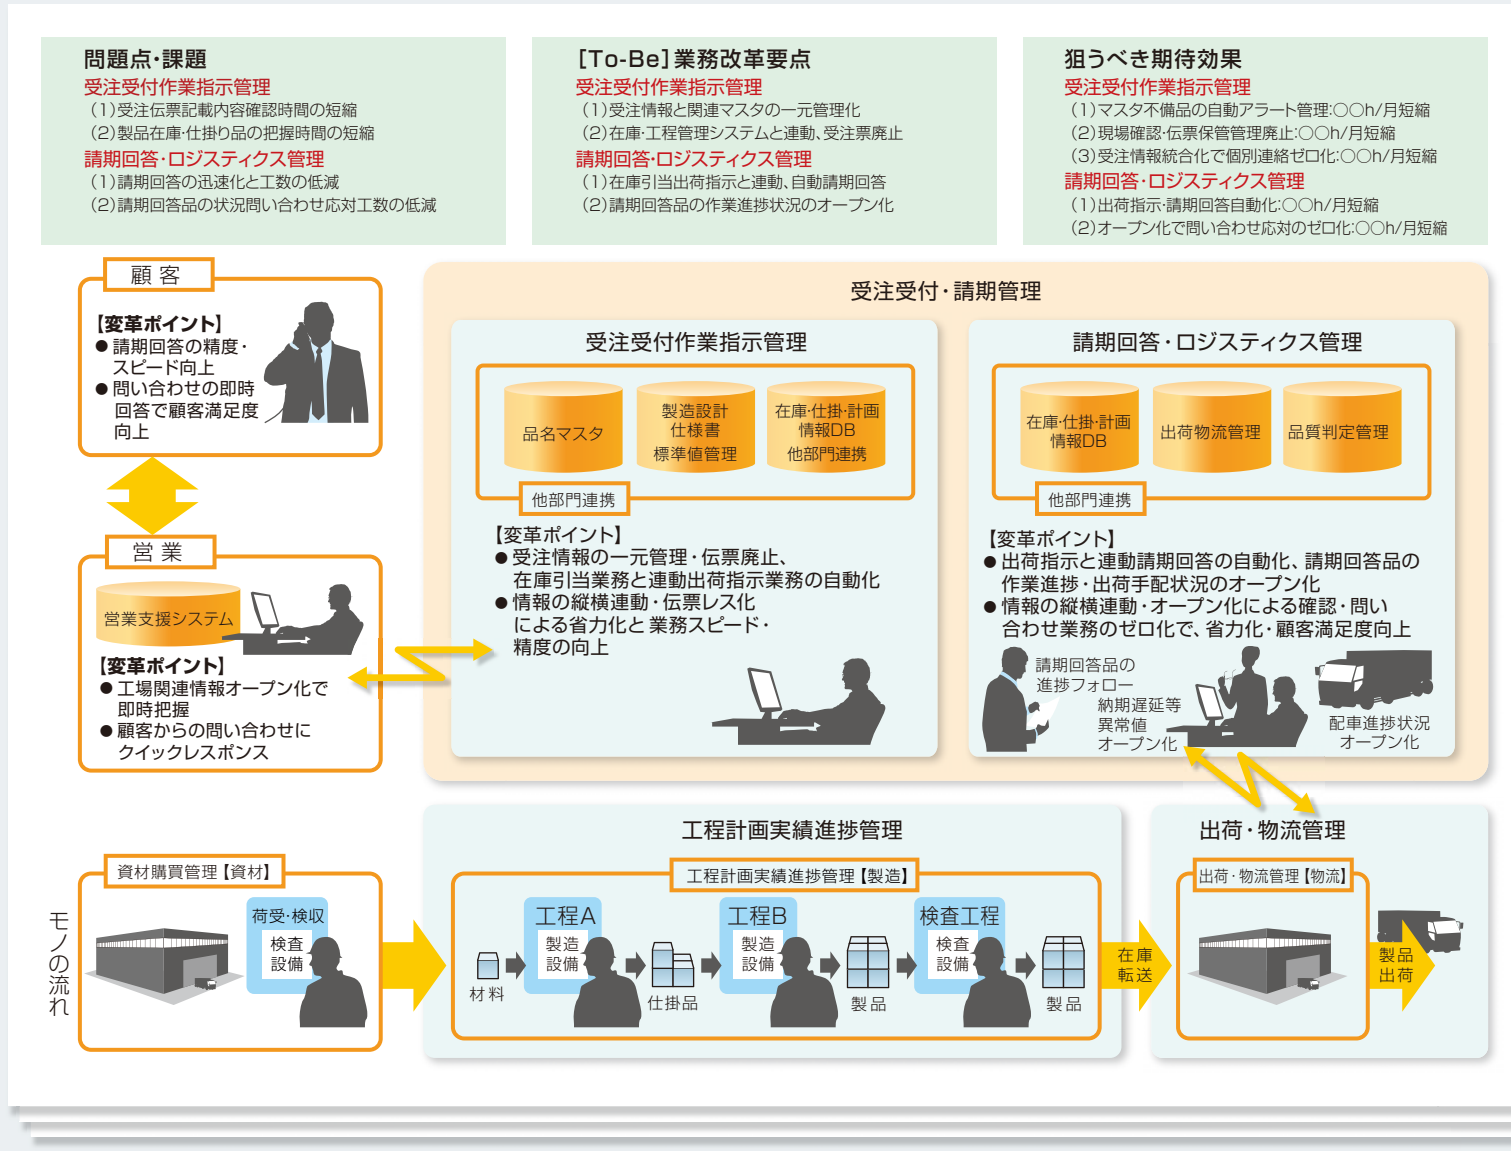 問題点・課題
受注受付作業指示管理
（1）受注伝票記載内容確認時間の短縮
（2）製品在庫・仕掛り品の把握時間の短縮
請期回答・ロジスティクス管理
（1）請期回答の迅速化と工数の低減
（2）請期回答品の状況問い合わせ応対工数の低減
［To-Be］業務改革要点
受注受付作業指示管理
（1）受注情報と関連マスタの一元管理化
（2）在庫・工程管理システムと連動、受注票廃止
請期回答・ロジスティクス管理
（1）在庫引当出荷指示と連動、自動請期回答
（2）請期回答品の作業進捗状況のオープン化
狙うべき期待効果
受注受付作業指示管理
（1）マスタ不備品の自動アラート管理:○○h/月短縮
（2）現場確認・伝票保管管理廃止:○○h/月短縮
（3）受注情報統合化で個別連絡ゼロ化:○○h/月短縮
請期回答・ロジスティクス管理
（1）出荷指示・請期回答自動化:○○h/月短縮
（2）オープン化で問い合わせ応対のゼロ化:○○h/月短縮
顧客
【変革ポイント】
●請期回答の精度・
スピード向上
●問い合わせの即時
回答で顧客満足度
向上
営業
営業支援システム
【変革ポイント】
●工場関連情報オープン化で
即時把握
●顧客からの問い合わせに
クイックレスポンス
受注受付・請期管理
受注受付作業指示管理
品名マスタ
製造設計
仕様書
標準値管理
在庫・仕掛・計画
情報DB
他部門連携
他部門連携
【変革ポイント】
●受注情報の一元管理・伝票廃止、
在庫引当業務と連動出荷指示業務の自動化
●情報の縦横連動・伝票レス化
による省力化と業務スピード・
精度の向上
請期回答・ロジスティクス管理
在庫・仕掛・計画
情報DB
出荷物流管理
品質判定管理
他部門連携
【変革ポイント】
●出荷指示と連動請期回答の自動化、請期回答品の
作業進捗・出荷手配状況のオープン化
●情報の縦横連動・オープン化による確認・問い
合わせ業務のゼロ化で、省力化・顧客満足度向上
請期回答品の
進捗フォロー
納期遅延等
異常値
オープン化
配車進捗状況
オープン化
モノの流れ
資材購買管理【資材】
荷受・検収
検査
設備
工程計画実績進捗管理
工程計画実績進捗管理【製造】
材料
工程A
製造
設備
仕掛品
工程B
製造
設備
製品
検査工程
検査
設備
製品
在庫
転送
出荷・物流管理
出荷・物流管理【物流】
製品
出荷